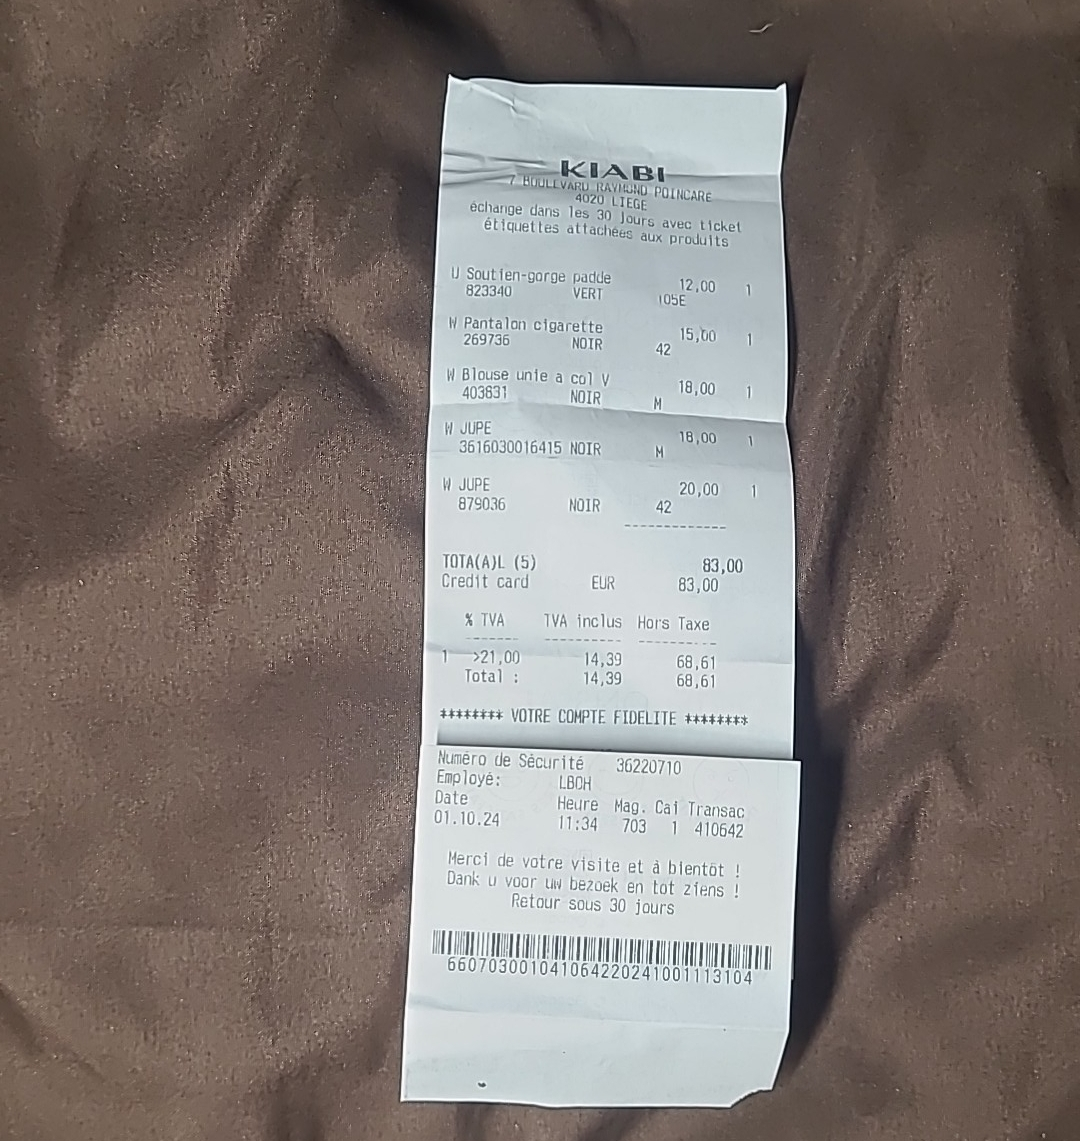 KIABI
7 BOULLVARD RAYMOND POINCARE
4020 LIEGE
échange dans les 30 jours avec ticket
étiquettes attachées aux produits
U Soutien-gorge padde 12,00 1
823340 VERT 105E
W Pantalon cigarette 15,00 1
269736 NOIR 42
W Blouse unie a col V 18,00 1
403831 NOIR M
W JUPE 18,00 1
3616030016415 NOIR M
W JUPE 20,00 1
879036 NOIR 42
-------------
TOTA(A)L (5) 83,00
Credit card EUR 83,00
% TVA TVA inclus Hors Taxe
------- ---------- ----------
1 >21,00 14,39 68,61
Total : 14,39 68,61
******** VOTRE COMPTE FIDELITE ********
Numéro de Sécurité 36220710
Employé: LBCH
Date Heure Mag. Cai Transac
01.10.24 11:34 703 1 410642
Merci de votre visite et à bientôt !
Dank u voor uw bezoek en tot ziens !
Retour sous 30 jours
6607030010410642202410011131​04